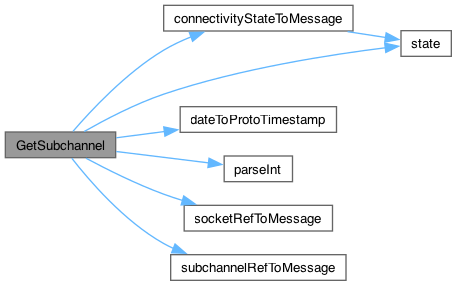 connectivityStateToMessage
state
dateToProtoTimestamp
GetSubchannel
parseInt
socketRefToMessage
subchannelRefToMessage